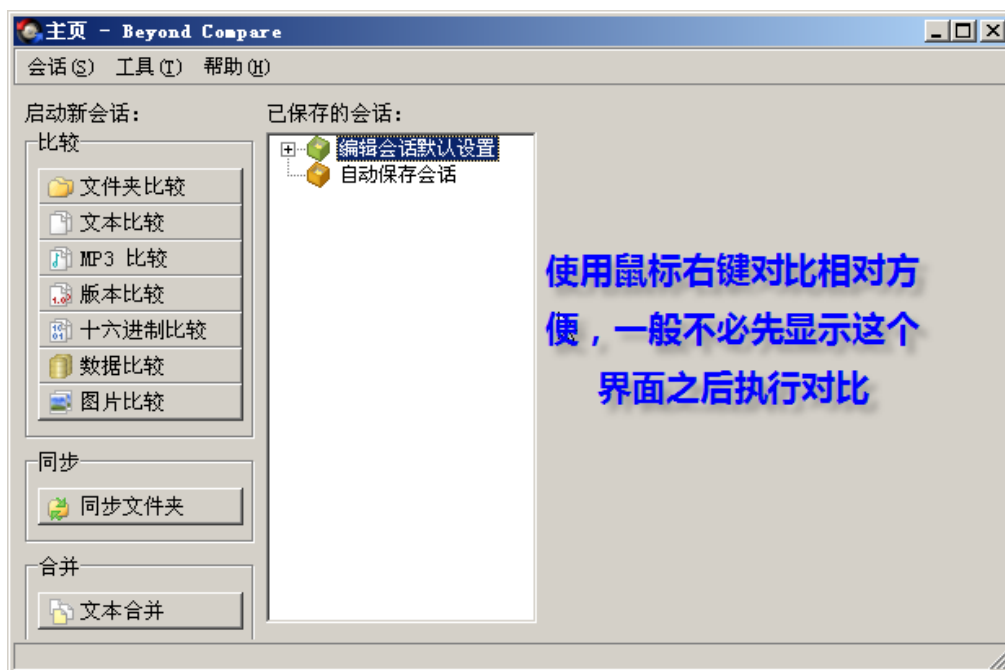 主页 - Beyond Compare
会话(S) 工具(T) 帮助(H)
启动新会话:
已保存的会话:
比较
文件夹比较
文本比较
MP3 比较
版本比较
十六进制比较
数据比较
图片比较
同步
同步文件夹
合并
文本合并
编辑会话默认设置
自动保存会话
使用鼠标右键对比相对方
便，一般不必先显示这个
界面之后执行对比